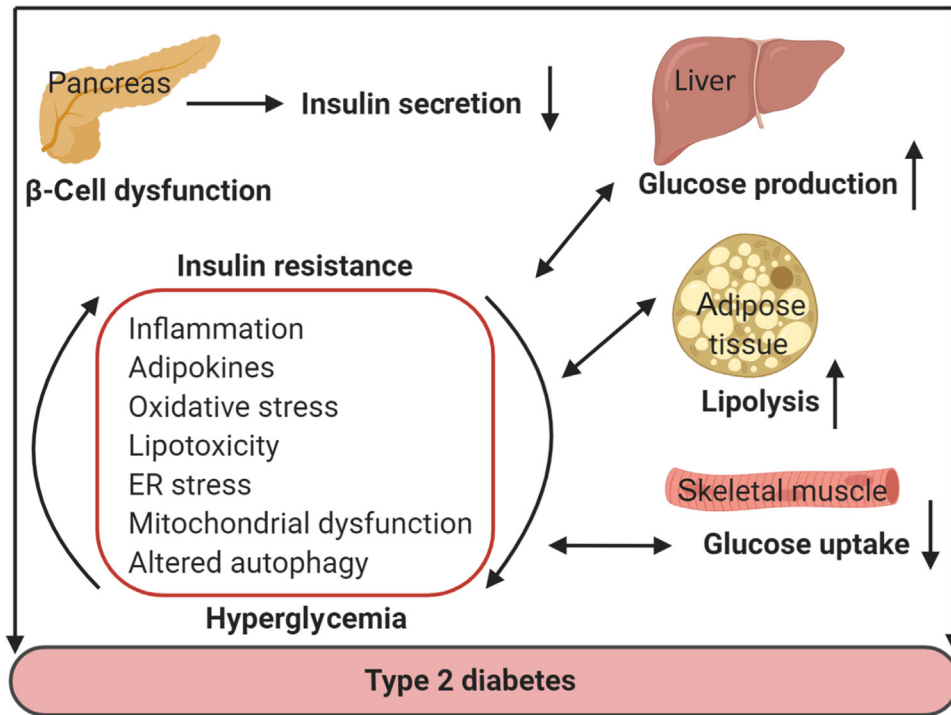 Pancreas
Insulin secretion
β-Cell dysfunction
Liver
Glucose production
Insulin resistance
Inflammation
Adipokines
Oxidative stress
Lipotoxicity
ER stress
Mitochondrial dysfunction
Altered autophagy
Hyperglycemia
Adipose
tissue
Lipolysis
Skeletal muscle
Glucose uptake
Type 2 diabetes